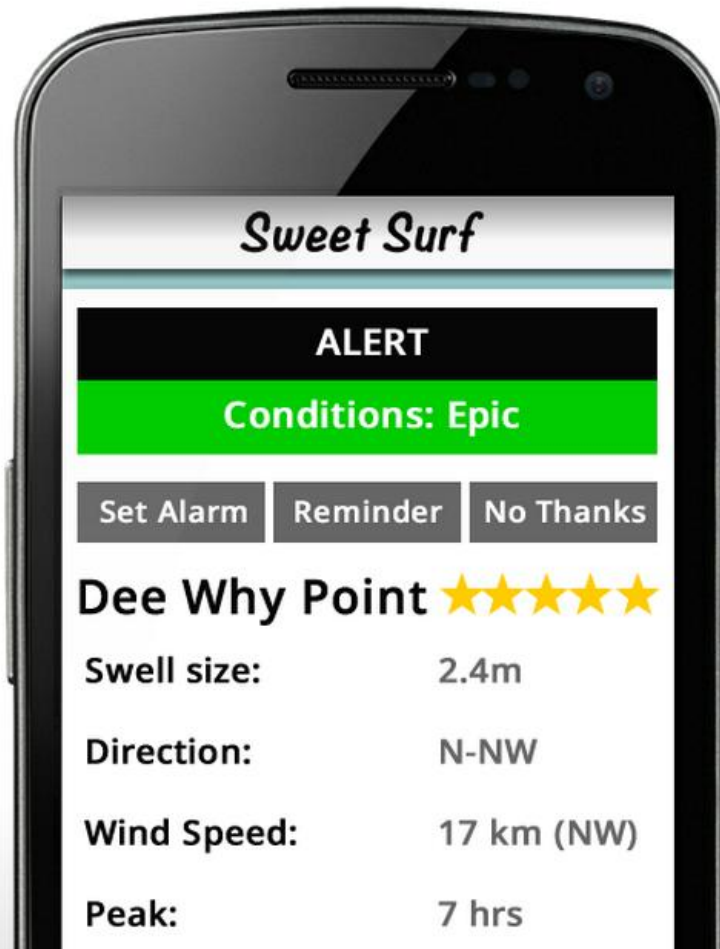 Sweet Surf
ALERT
Conditions: Epic
Set Alarm Reminder No Thanks
Dee Why Point
Swell size: 2.4m
Direction: N-NW
Wind Speed: 17 km (NW)
Peak: 7 hrs